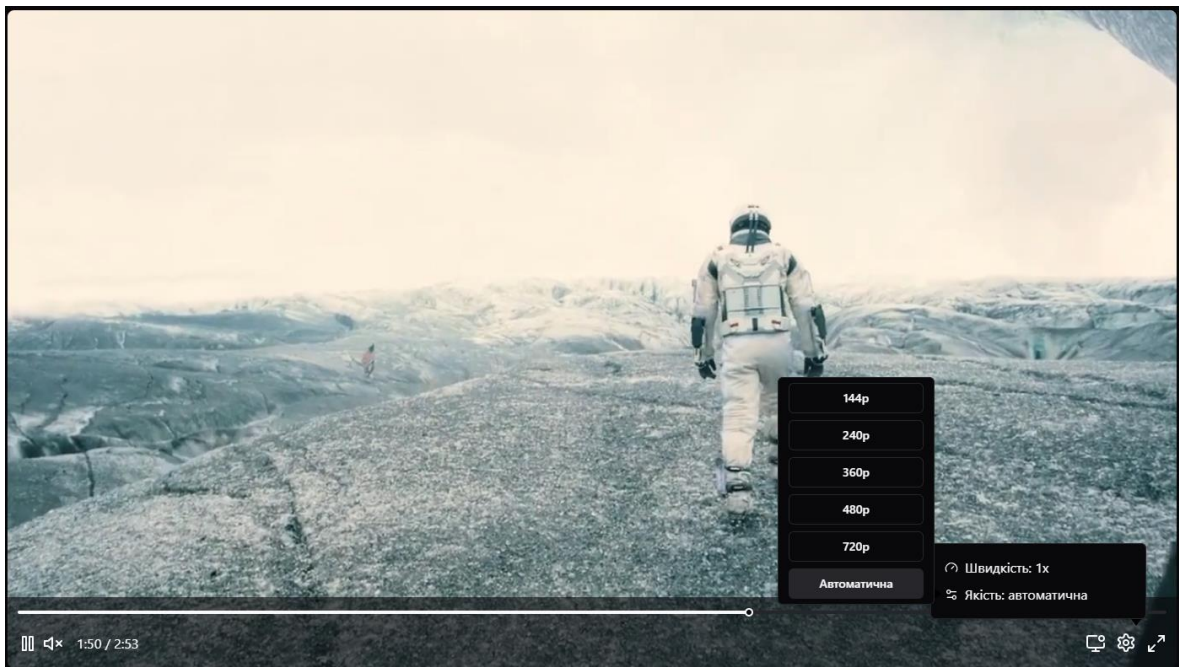 144p
240p
360p
480p
720p
Автоматична
Швидкість: 1x
Якість: автоматична
1:50 / 2:53